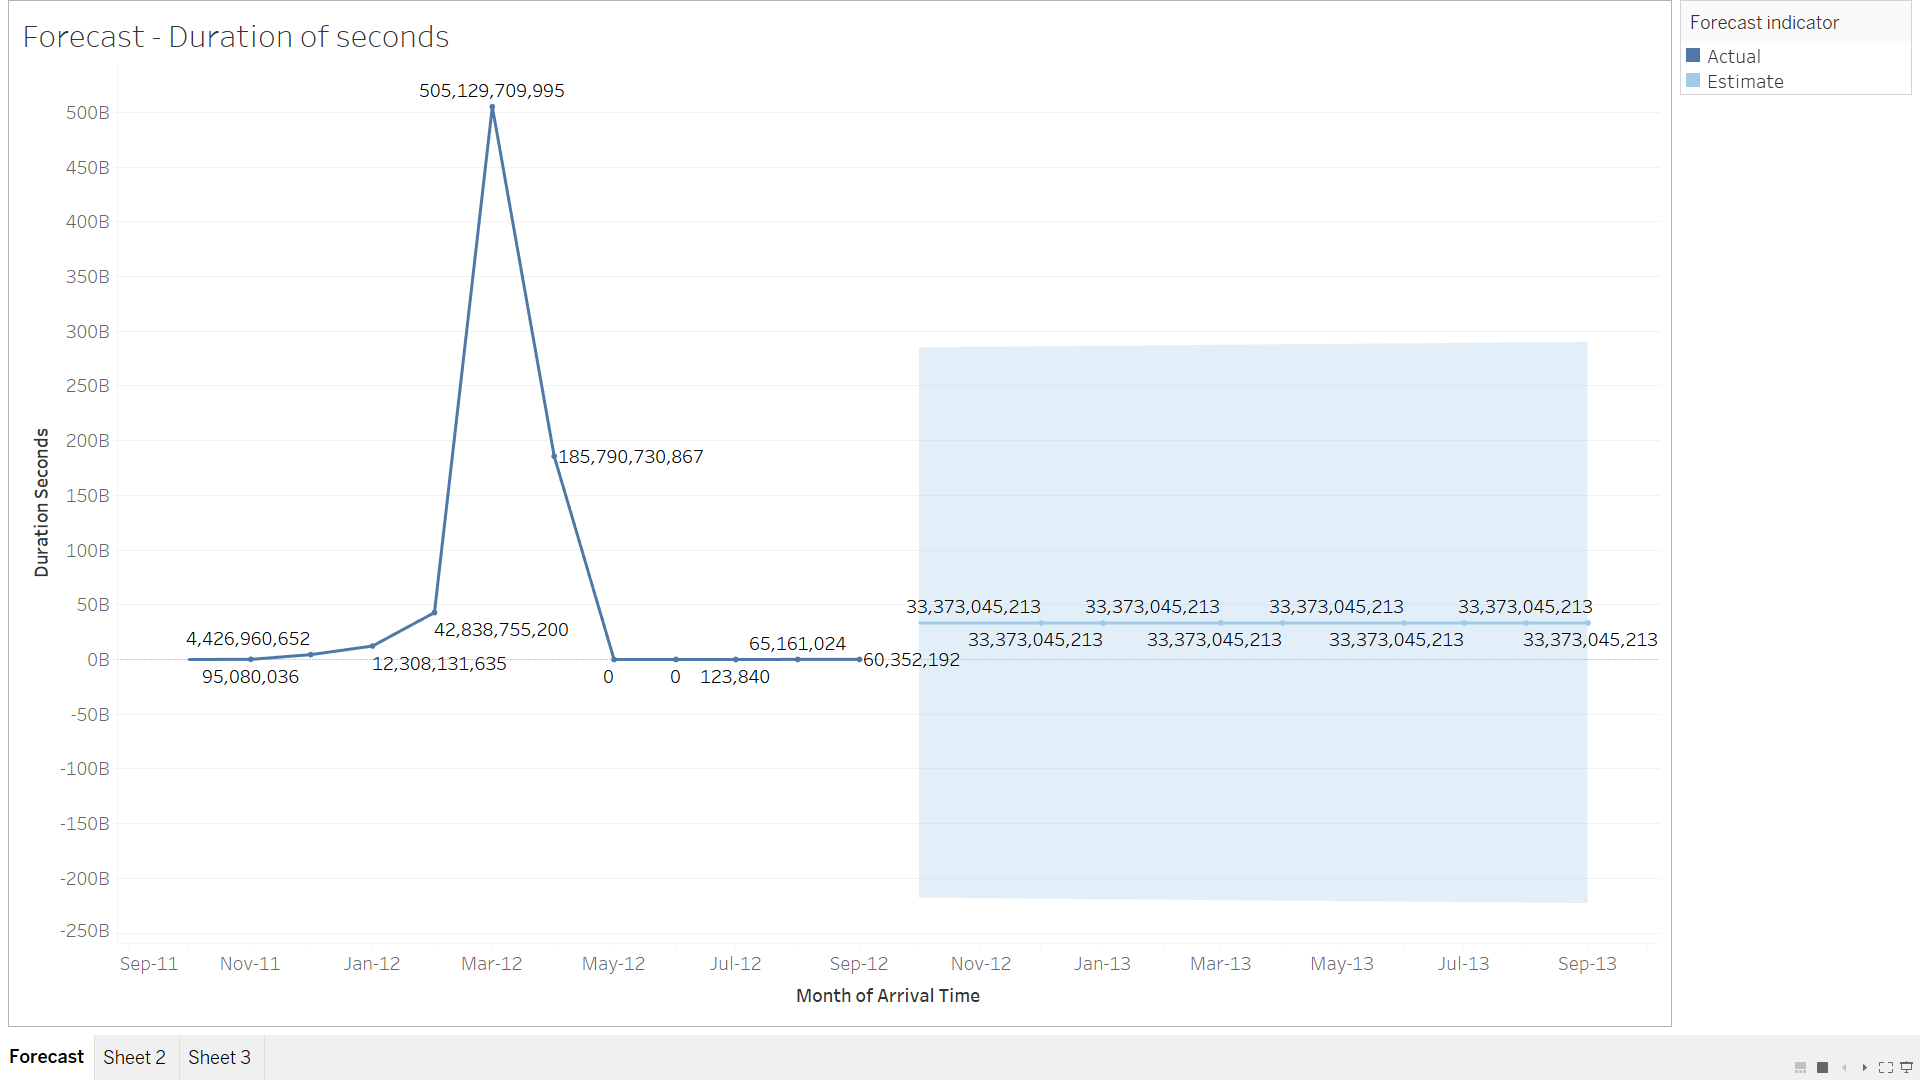 Forecast - Duration of seconds
Forecast indicator
Actual
Estimate
500B
450B
400B
350B
300B
250B
200B
150B
100B
50B
0B
-50B
-100B
-150B
-200B
-250B
Duration Seconds
505,129,709,995
185,790,730,867
4,426,960,652
42,838,755,200
95,080,036
12,308,131,635
0
0
123,840
65,161,024
60,352,192
33,373,045,213
33,373,045,213
33,373,045,213
33,373,045,213
33,373,045,213
33,373,045,213
33,373,045,213
33,373,045,213
Sep-11
Nov-11
Jan-12
Mar-12
May-12
Jul-12
Sep-12
Nov-12
Jan-13
Mar-13
May-13
Jul-13
Sep-13
Month of Arrival Time
Forecast
Sheet 2
Sheet 3